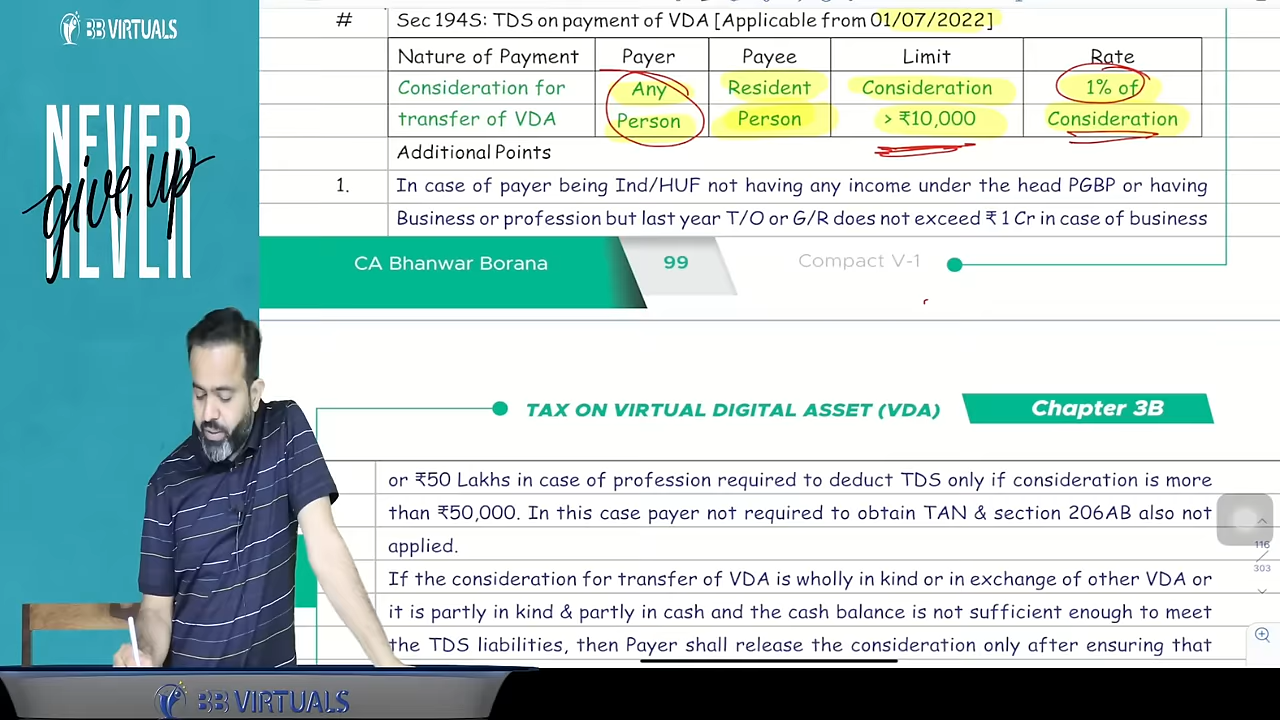 BB VIRTUALS
NEVER
give up
NEVER
# Sec 194S: TDS on payment of VDA [Applicable from 01/07/2022]
Nature of Payment Payer Payee Limit Rate
Consideration for Any Resident Consideration 1% of
transfer of VDA Person Person > ₹10,000 Consideration
Additional Points
1. In case of payer being Ind/HUF not having any income under the head PGBP or having
Business or profession but last year T/O or G/R does not exceed ₹ 1 Cr in case of business
CA Bhanwar Borana 99 Compact V-1
TAX ON VIRTUAL DIGITAL ASSET (VDA) Chapter 3B
or ₹50 Lakhs in case of profession required to deduct TDS only if consideration is more
than ₹50,000. In this case payer not required to obtain TAN & section 206AB also not
applied.
If the consideration for transfer of VDA is wholly in kind or in exchange of other VDA or
it is partly in kind & partly in cash and the cash balance is not sufficient enough to meet
the TDS liabilities, then Payer shall release the consideration only after ensuring that
116
303
BB VIRTUALS